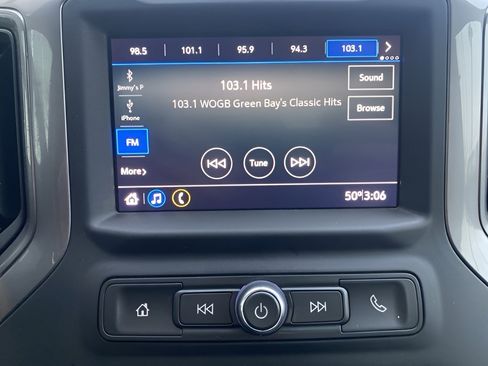 98.5 101.1 95.9 94.3 103.1
Jimmy's P
103.1 Hits
Sound
103.1 WOGB Green Bay's Classic Hits
Browse
iPhone
FM
Tune
More
50° 3:06